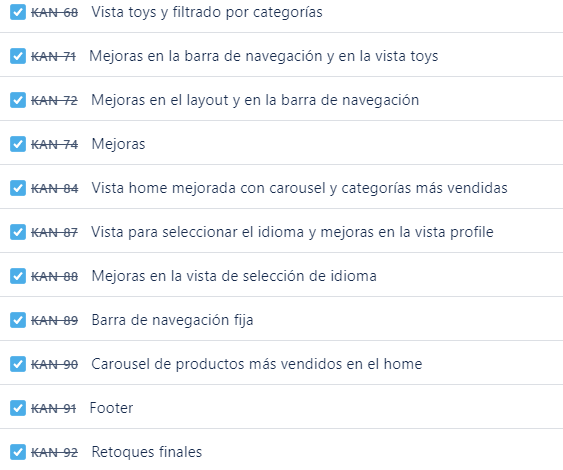 KAN-68 Vista toys y filtrado por categorías
KAN-71 Mejoras en la barra de navegación y en la vista toys
KAN-72 Mejoras en el layout y en la barra de navegación
KAN-74 Mejoras
KAN-84 Vista home mejorada con carousel y categorías más vendidas
KAN-87 Vista para seleccionar el idioma y mejoras en la vista profile
KAN-88 Mejoras en la vista de selección de idioma
KAN-89 Barra de navegación fija
KAN-90 Carousel de productos más vendidos en el home
KAN-91 Footer
KAN-92 Retoques finales